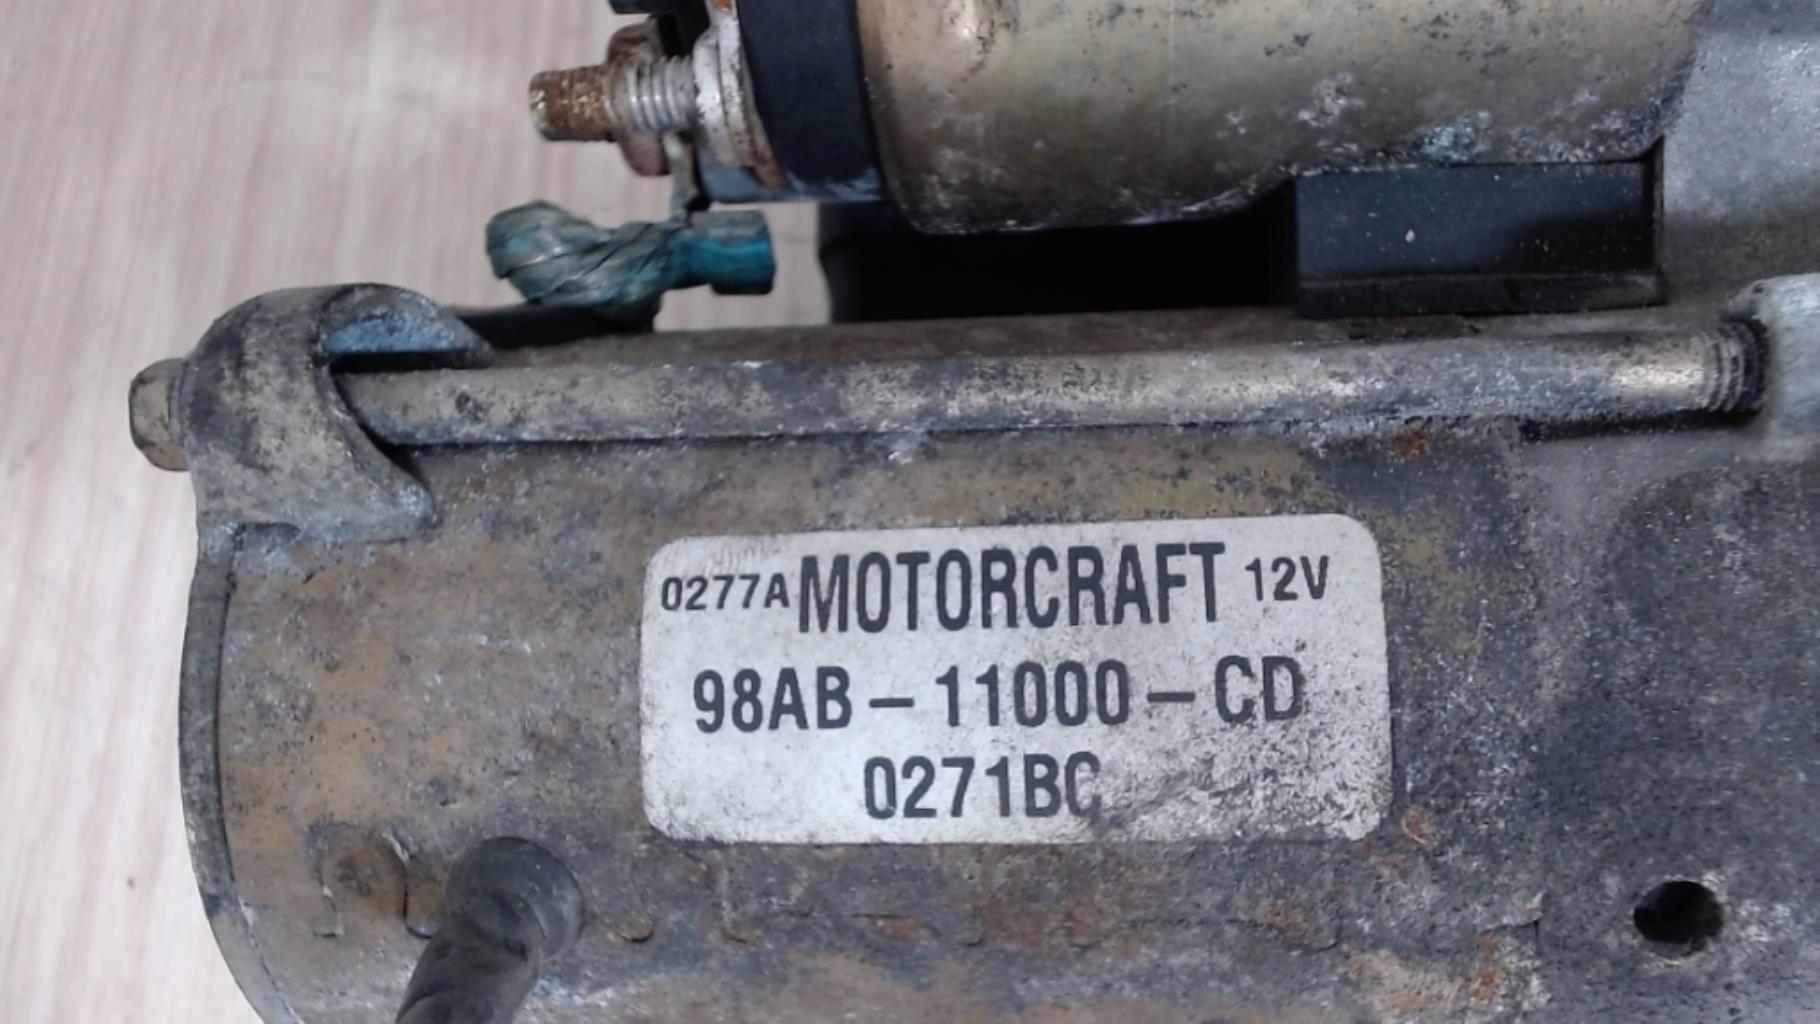 0277A MOTORCRAFT 12V
98AB-11000-CD
0271BC